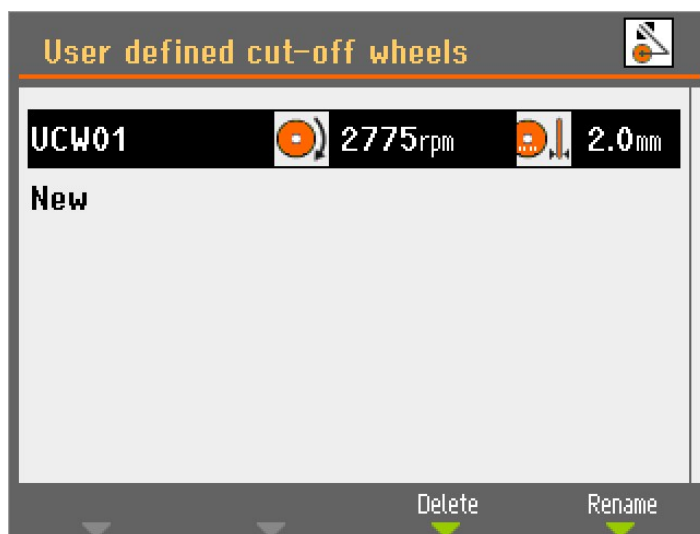 User defined cut-off wheels
UCW01 2775rpm 2.0mm
New
Delete Rename